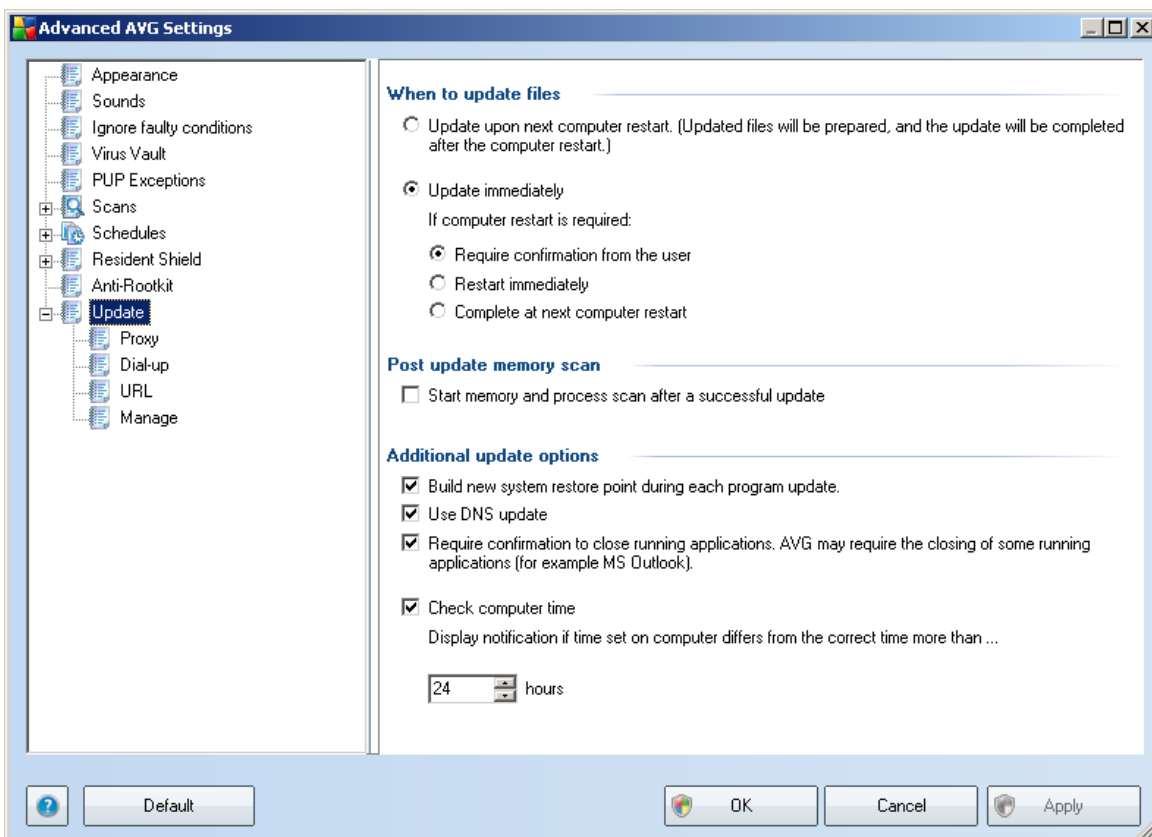 Advanced AVG Settings
Appearance
Sounds
Ignore faulty conditions
Virus Vault
PUP Exceptions
Scans
Schedules
Resident Shield
Anti-Rootkit
Update
Proxy
Dial-up
URL
Manage
When to update files
Update upon next computer restart. (Updated files will be prepared, and the update will be completed
after the computer restart.)
Update immediately
If computer restart is required:
Require confirmation from the user
Restart immediately
Complete at next computer restart
Post update memory scan
Start memory and process scan after a successful update
Additional update options
Build new system restore point during each program update.
Use DNS update
Require confirmation to close running applications. AVG may require the closing of some running
applications (for example MS Outlook).
Check computer time
Display notification if time set on computer differs from the correct time more than ...
24 hours
? Default OK Cancel Apply